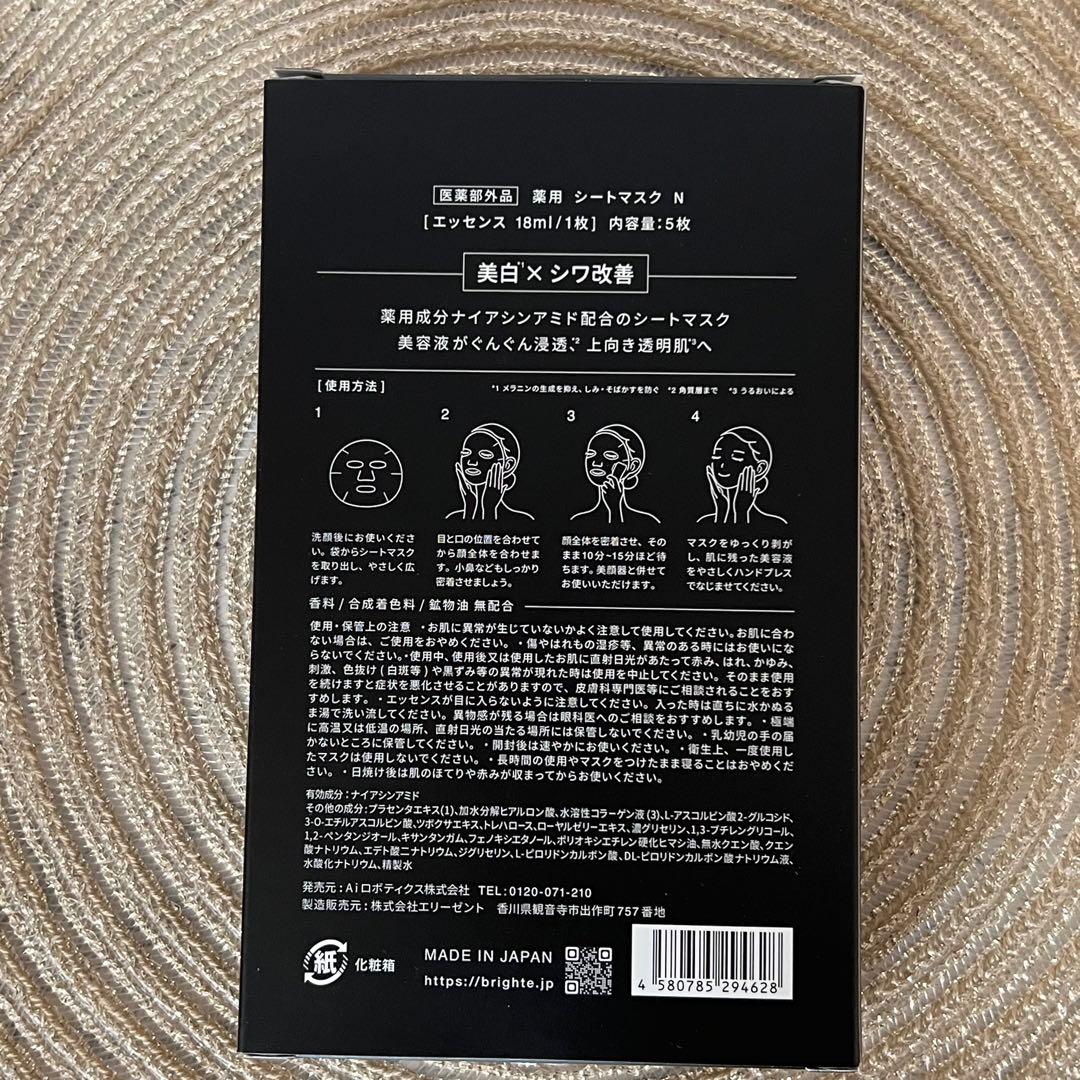 医薬部外品 薬用 シートマスク N
[エッセンス 18ml/1枚] 内容量:5枚
美白*1× シワ改善
薬用成分ナイアシンアミド配合のシートマスク
美容液がぐんぐん浸透、*2 上向き透明肌*3へ
[使用方法] *1 メラニンの生成を抑え、しみ・そばかすを防ぐ *2 角質層まで *3 うるおいによる
1
洗顔後にお使いくださ
い。袋からシートマスク
を取り出し、やさしく広
げます。
2
目と口の位置を合わせて
から顔全体を合わせま
す。小鼻などもしっかり
密着させましょう。
3
顔全体を密着させ、その
まま10分~15分ほど待
ちます。美顔器と併せて
お使いいただけます。
4
マスクをゆっくり剥が
し、肌に残った美容液
をやさしくハンドプレス
でなじませてください。
香料/合成着色料/鉱物油 無配合
使用・保管上の注意 ・お肌に異常が生じていないかよく注意して使用してください。お肌に合わ
ない場合は、ご使用をおやめください。・傷やはれもの湿疹等、異常のある時にはお使いにな
らないでください。・使用中、使用後又は使用したお肌に直射日光があたって赤み、はれ、かゆみ、
刺激、色抜け(白斑等)や黒ずみ等の異常が現れた時は使用を中止してください。そのまま使用
を続けますと症状を悪化させることがありますので、皮膚科専門医等にご相談されることをおす
すめします。・エッセンスが目に入らないように注意してください。入った時は直ちに水かぬる
ま湯で洗い流してください。異物感が残る場合は眼科医へのご相談をおすすめします。・極端
に高温又は低温の場所、直射日光の当たる場所には保管しないでください。・乳幼児の手の届
かないところに保管してください。・開封後は速やかにお使いください。・衛生上、一度使用し
たマスクは使用しないでください。・長時間の使用やマスクをつけたまま寝ることはおやめくだ
さい。・日焼け後は肌のほてりや赤みが収まってからお使いください。
有効成分:ナイアシンアミド
その他の成分:プラセンタエキス(1)、加水分解ヒアルロン酸、水溶性コラーゲン液(3)、L-アスコルビン酸2-グルコシド、
3-O-エチルアスコルビン酸、ツボクサエキス、トレハロース、ローヤルゼリーエキス、濃グリセリン、1,3-ブチレングリコール、
1,2-ペンタンジオール、キサンタンガム、フェノキシエタノール、ポリオキシエチレン硬化ヒマシ油、無水クエン酸、クエン
酸ナトリウム、エデト酸二ナトリウム、ジグリセリン、L-ピロリドンカルボン酸、DL-ピロリドンカルボン酸ナトリウム液、
水酸化ナトリウム、精製水
発売元:Aiロボティクス株式会社 TEL:0120-071-210
製造販売元:株式会社エリーゼント 香川県観音寺市出作町757番地
紙 化粧箱
MADE IN JAPAN
https://brighte.jp
4 580785 294628